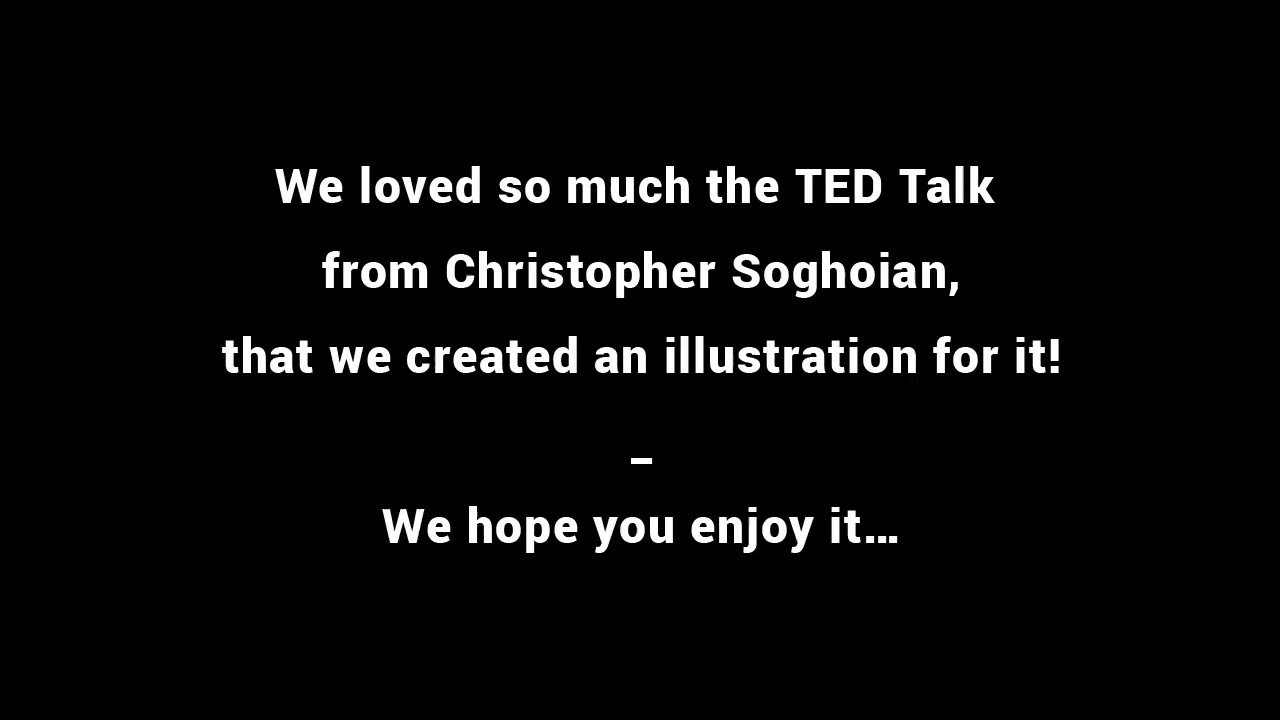 We loved so much the TED Talk
from Christopher Soghoian,
that we created an illustration for it!
–
We hope you enjoy it…